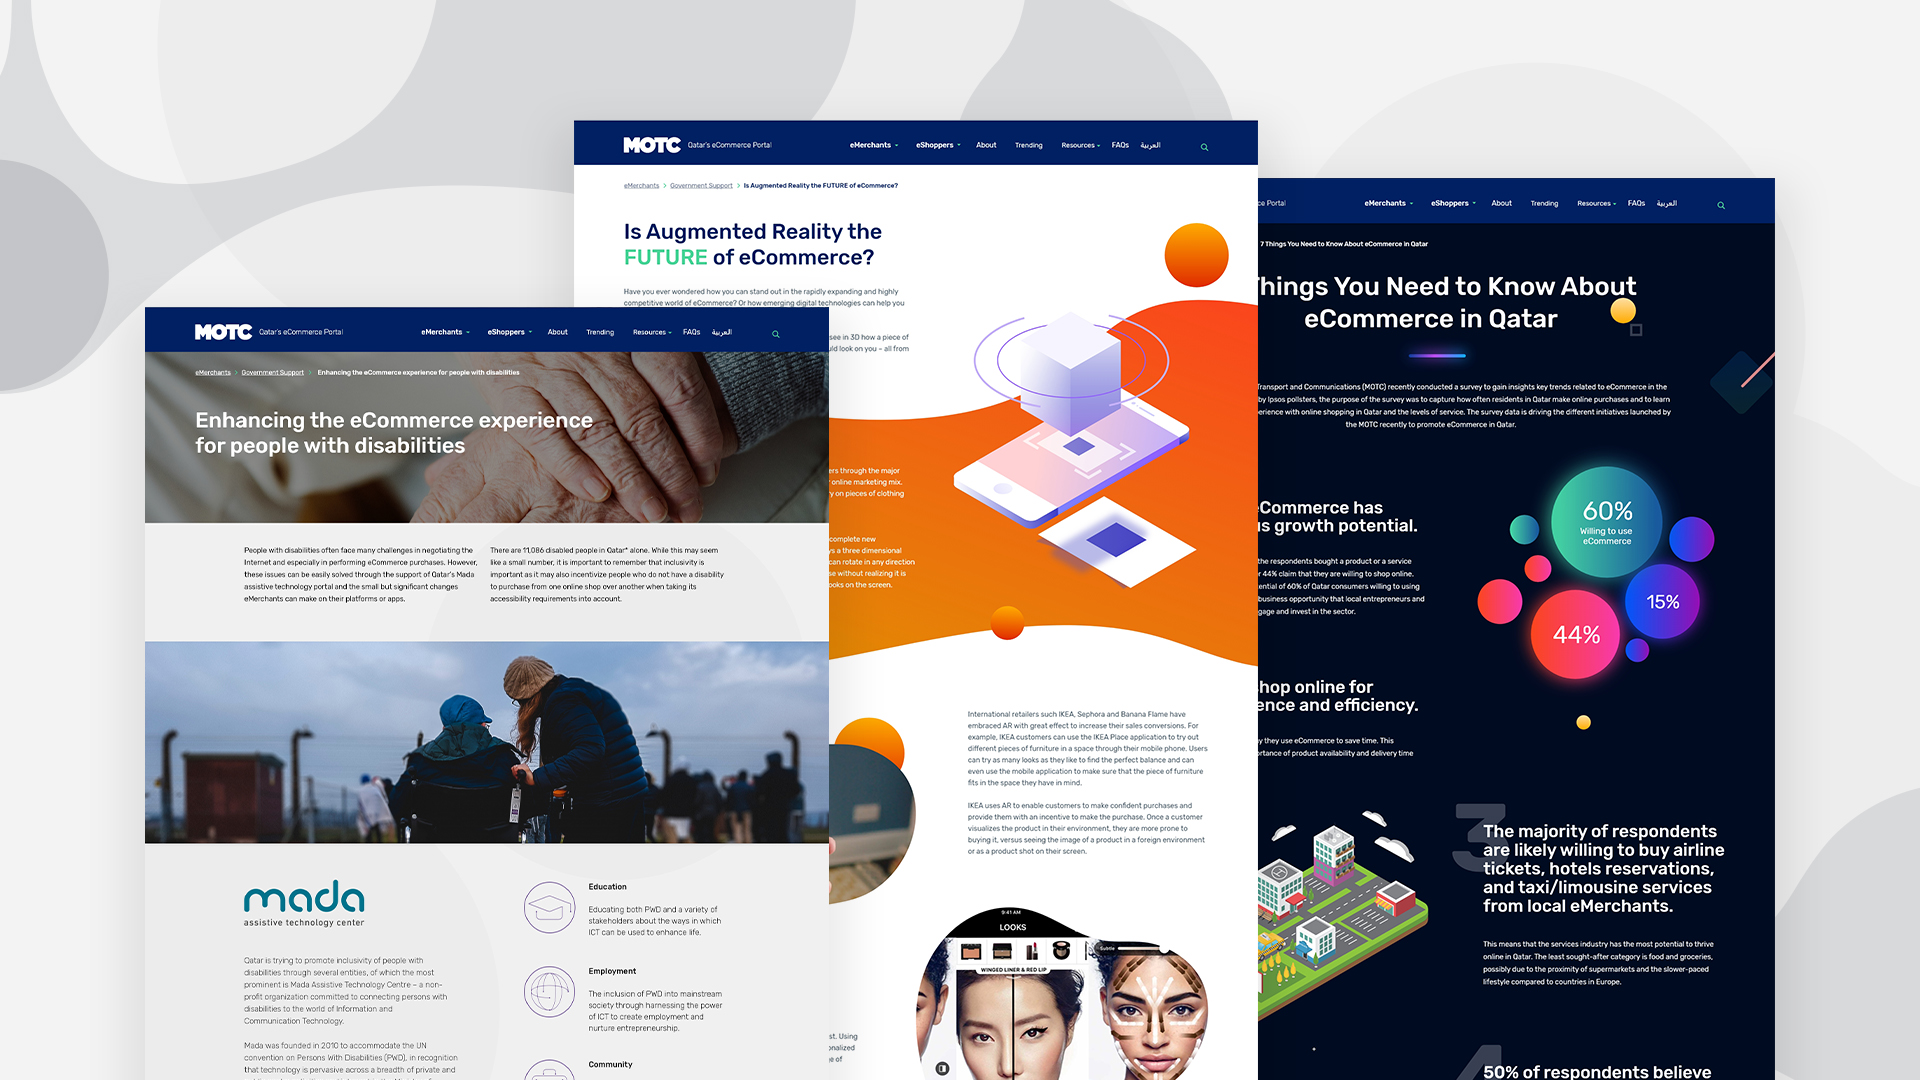 MOTC Qatar's eCommerce Portal eMerchants eShoppers About Trending Resources FAQs العربية
eMerchants > Government Support > Enhancing the eCommerce experience for people with disabilities
Enhancing the eCommerce experience
for people with disabilities
People with disabilities often face many challenges in negotiating the
Internet and especially in performing eCommerce purchases. However,
these issues can be easily solved through the support of Qatar's Mada
assistive technology portal and the small but significant changes
eMerchants can make on their platforms or apps.
There are 11,086 disabled people in Qatar* alone. While this may seem
like a small number, it is important to remember that inclusivity is
important as it may also incentivize people who do not have a disability
to purchase from one online shop versus another when taking its
accessibility requirements into account.
mada
assistive technology center
Qatar is trying to promote inclusivity of people with
disabilities through several entities, of which the most
prominent is Mada Assistive Technology Centre – a non-
profit organization committed to connecting persons with
disabilities to the world of Information and
Communication Technology.
Mada was founded in 2010 to accommodate the UN
convention on Persons With Disabilities (PWD), in recognition
that technology is pervasive across a breadth of private and
Education
Educating both PWD and a variety of
stakeholders about the ways in which
ICT can be used to enhance life.
Employment
The inclusion of PWD into mainstream
society through harnessing the power
of ICT to create employment and
nurture entrepreneurship.
Community
MOTC Qatar's eCommerce Portal eMerchants eShoppers About Trending Resources FAQs العربية
eMerchants > Government Support > Is Augmented Reality the FUTURE of eCommerce?
Is Augmented Reality the
FUTURE of eCommerce?
Have you ever wondered how you can stand out in the rapidly expanding and highly
competitive world of eCommerce? Or how emerging digital technologies can help you
see in 3D how a piece of
uld look on you – all from
ers through the major
online marketing mix.
y on pieces of clothing
complete new
ys a three dimensional
can rotate in any direction
se without realizing it is
ooks on the screen.
International retailers such IKEA, Sephora and Banana Flame have
embraced AR with great effect to increase their sales conversions. For
example, IKEA customers can use the IKEA Place application to try out
different pieces of furniture in a space through their mobile phone. Users
can try as many looks as they like to find the perfect balance and can
even use the mobile application to make sure that the piece of furniture
fits in the space they have in mind.
IKEA uses AR to enable customers to make confident purchases and
provide them with an incentive to make the purchase. Once a customer
visualizes the product in their environment, they are more prone to
buying it, versus seeing the image of a product in a foreign environment
or as a product shot on their screen.
9:41 AM
LOOKS
Subtle
WINGED LINER & RED LIP
st. Using
onalized
e of
ce Portal eMerchants eShoppers About Trending Resources FAQs العربية
7 Things You Need to Know About eCommerce in Qatar
Things You Need to Know About
eCommerce in Qatar
Transport and Communications (MOTC) recently conducted a survey to gain insights key trends related to eCommerce in the
by Ipsos pollsters, the purpose of the survey was to capture how often residents in Qatar make online purchases and to learn
erience with online shopping in Qatar and the levels of service. The survey data is driving the different initiatives launched by
the MOTC recently to promote eCommerce in Qatar.
eCommerce has
us growth potential.
the respondents bought a product or a service
44% claim that they are willing to shop online.
ential of 60% of Qatar consumers willing to using
business opportunity that local entrepreneurs and
gage and invest in the sector.
60%
Willing to use
eCommerce
15%
44%
hop online for
ence and efficiency.
y they use eCommerce to save time. This
ortance of product availability and delivery time
3
The majority of respondents
are likely willing to buy airline
tickets, hotels reservations,
and taxi/limousine services
from local eMerchants.
This means that the services industry has the most potential to thrive
online in Qatar. The least sought-after category is food and groceries,
possibly due to the proximity of supermarkets and the slower-paced
lifestyle compared to countries in Europe.
4
50% of respondents believe